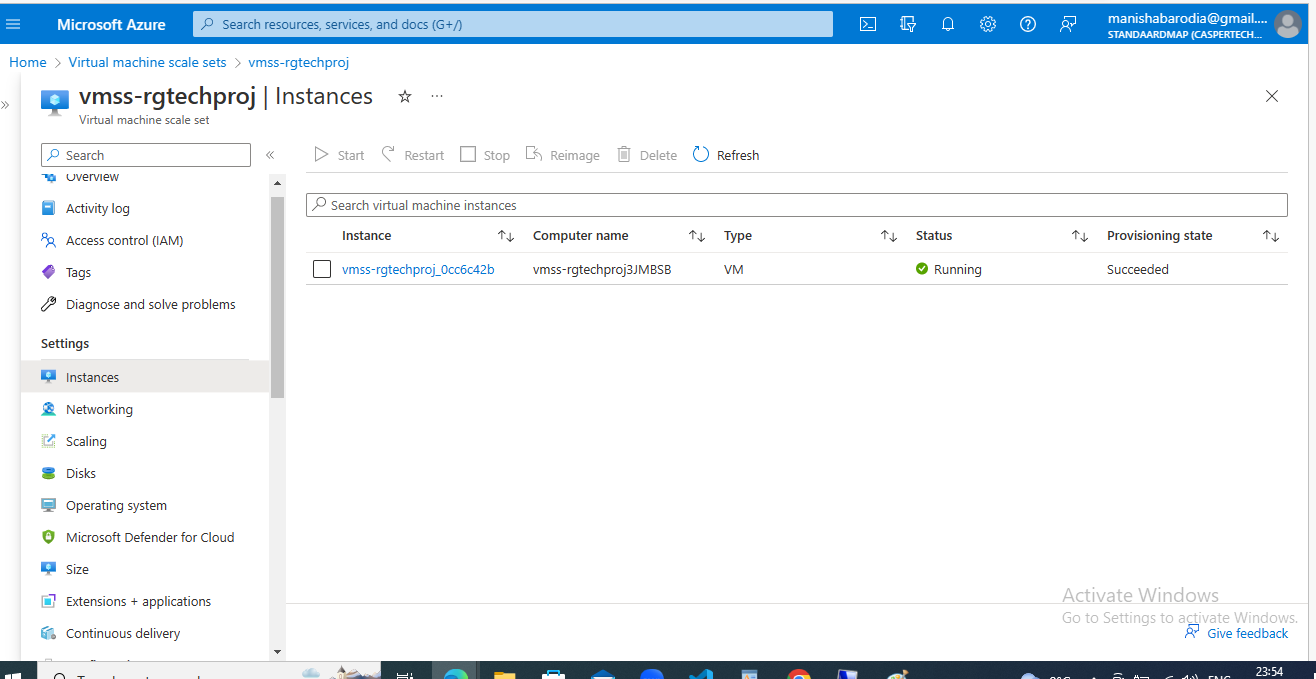 Microsoft Azure
Search resources, services, and docs (G+/)
manishabarodia@gmail....
STANDAARDMAP (CASPERTECH...
Home > Virtual machine scale sets > vmss-rgtechproj
vmss-rgtechproj | Instances
Virtual machine scale set
Search
Start Restart Stop Reimage Delete Refresh
Overview
Activity log
Access control (IAM)
Tags
Diagnose and solve problems
Settings
Instances
Networking
Scaling
Disks
Operating system
Microsoft Defender for Cloud
Size
Extensions + applications
Continuous delivery
Search virtual machine instances
Instance Computer name Type Status Provisioning state
vmss-rgtechproj_0cc6c42b vmss-rgtechproj3JMBSB VM Running Succeeded
Activate Windows
Go to Settings to activate Windows.
Give feedback
23:54